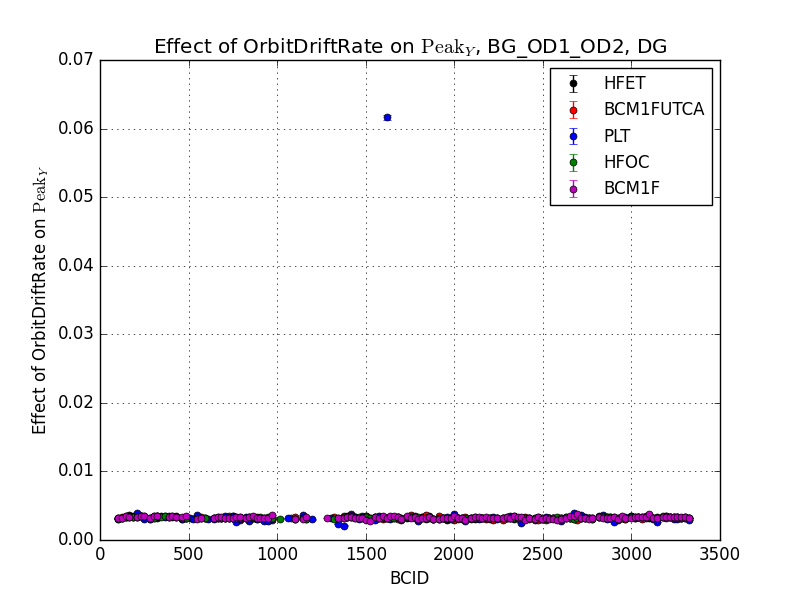 Effect of OrbitDriftRate on Peak_Y, BG_OD1_OD2, DG
0.07
0.06
0.05
0.04
0.03
0.02
0.01
0.00
Effect of OrbitDriftRate on Peak_Y
HFET
BCM1FUTCA
PLT
HFOC
BCM1F
0 500 1000 1500 2000 2500 3000 3500
BCID